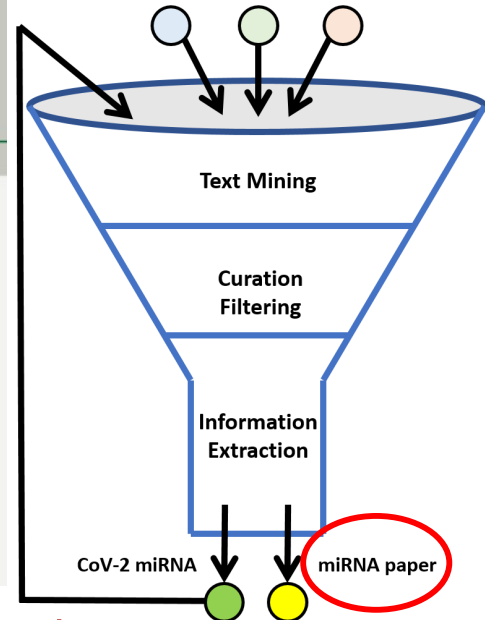 Text Mining
Curation
Filtering
Information
Extraction
CoV-2 miRNA
miRNA paper